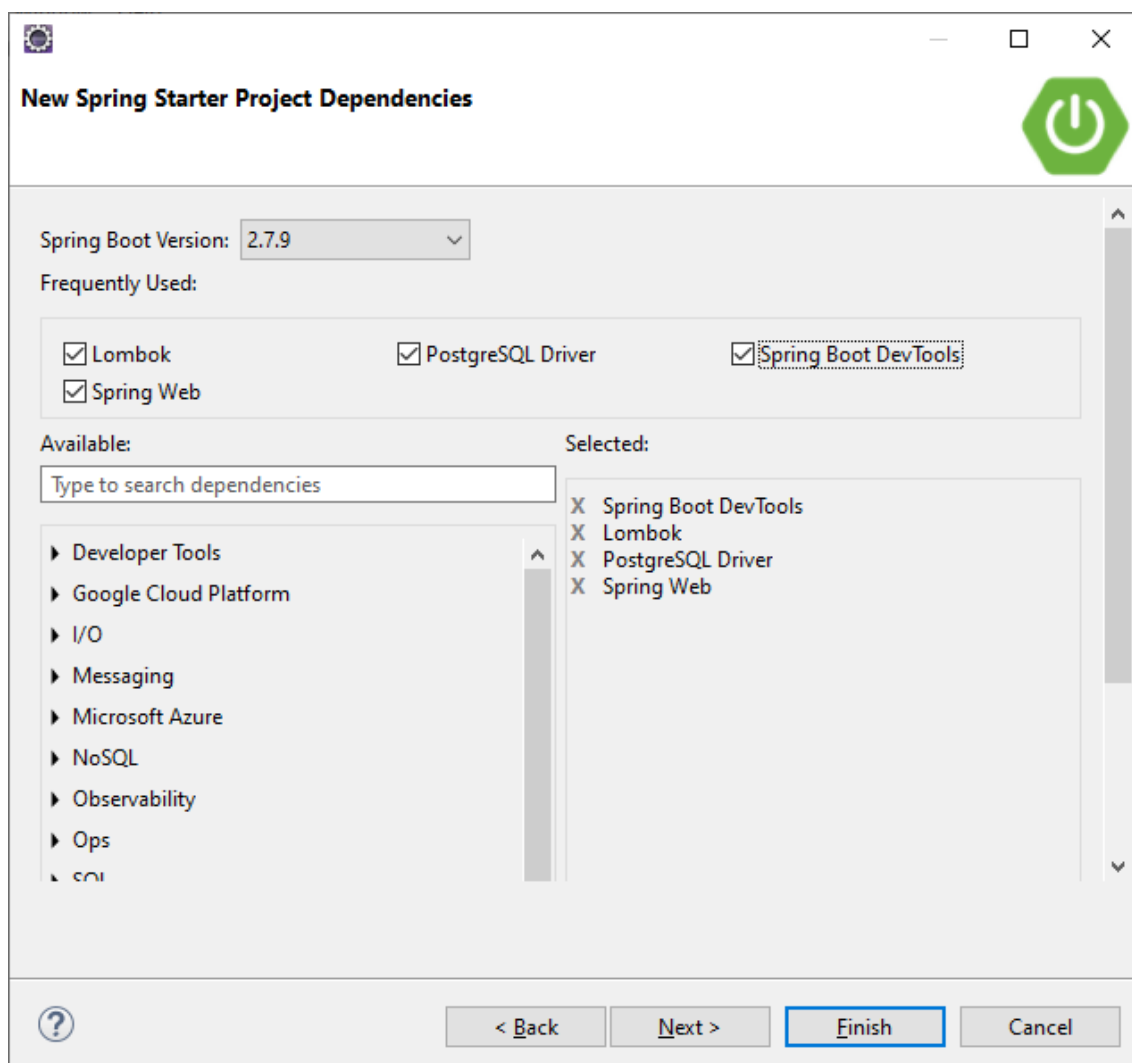 New Spring Starter Project Dependencies
Spring Boot Version: 2.7.9
Frequently Used:
Lombok PostgreSQL Driver Spring Boot DevTools
Spring Web
Available: Selected:
Type to search dependencies
X Spring Boot DevTools
X Lombok
X PostgreSQL Driver
X Spring Web
Developer Tools
Google Cloud Platform
I/O
Messaging
Microsoft Azure
NoSQL
Observability
Ops
SQL
? < Back Next > Finish Cancel